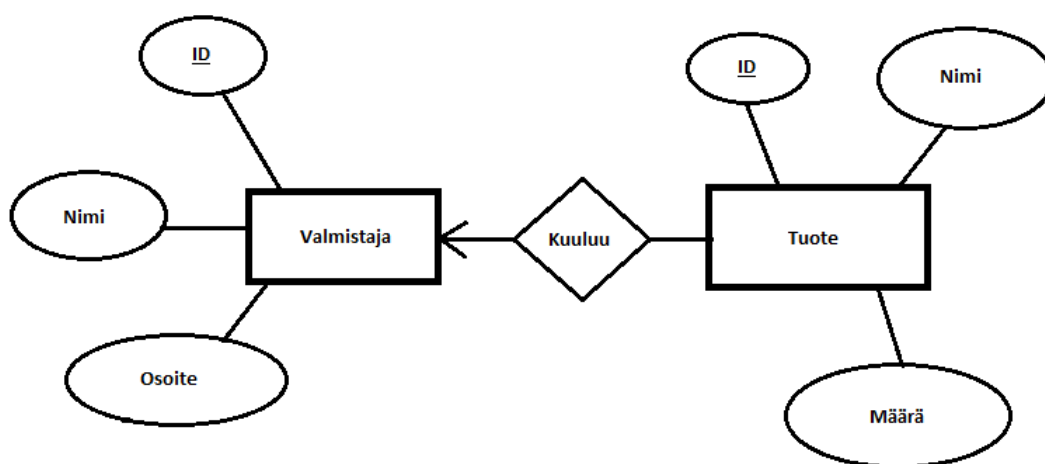 ID
Nimi
Osoite
Valmistaja
Kuuluu
Tuote
ID
Nimi
Määrä